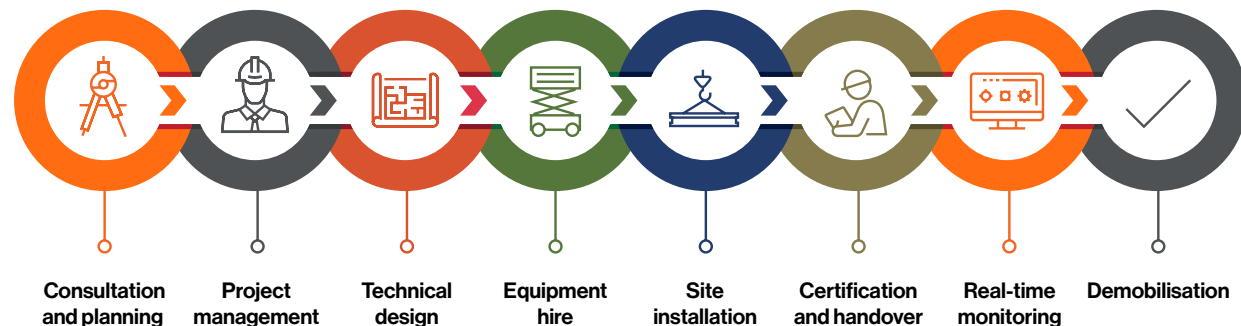 Consultation
and planning
Project
management
Technical
design
Equipment
hire
Site
installation
Certification
and handover
Real-time
monitoring
Demobilisation